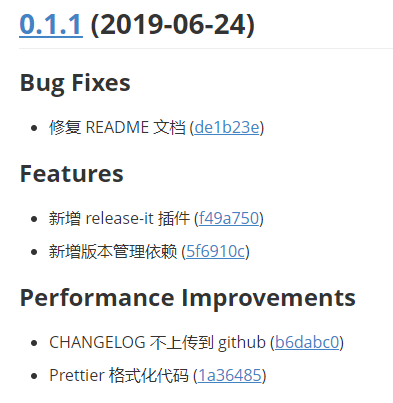 0.1.1 (2019-06-24)
Bug Fixes
修复 README 文档 (de1b23e)
Features
新增 release-it 插件 (f49a750)
新增版本管理依赖 (5f6910c)
Performance Improvements
CHANGELOG 不上传到 github (b6dabc0)
Prettier 格式化代码 (1a36485)